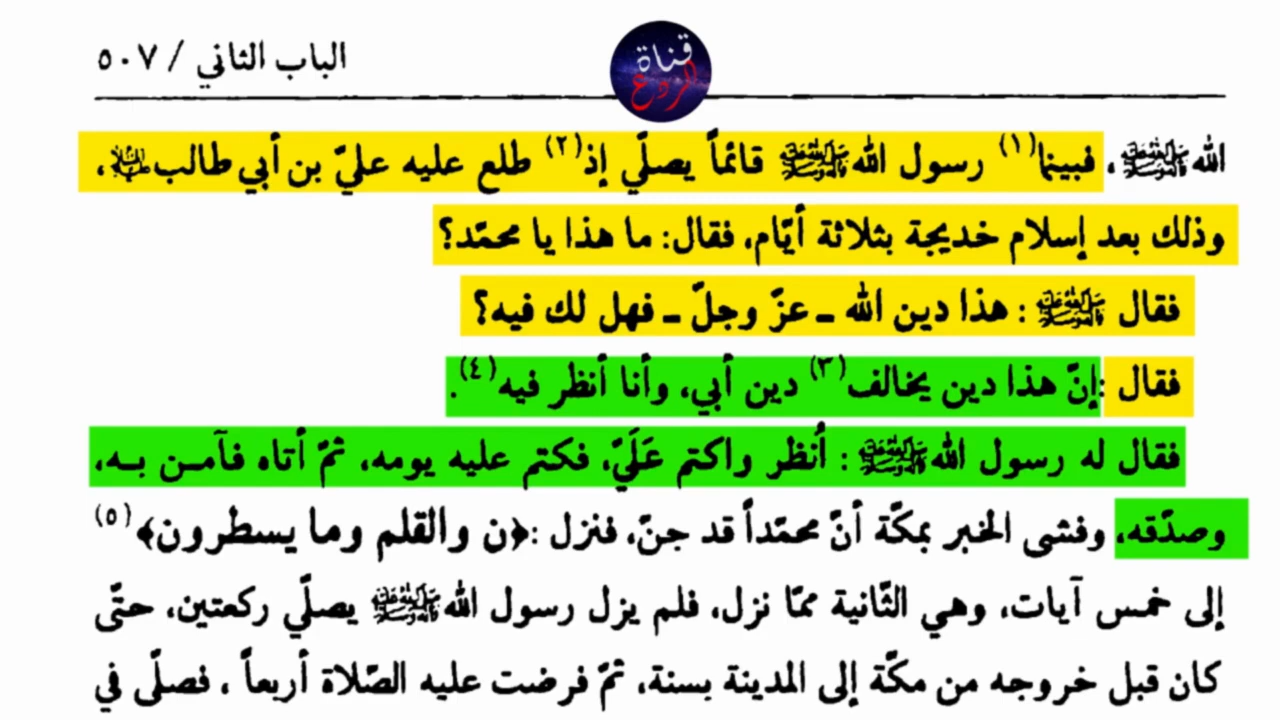 الباب الثاني / ٥٠٧
قناة
الردع
الله ﷺ، فبينما(١) رسول الله ﷺ قائماً يصلّي إذ(٢) طلع عليه عليّ بن أبي طالب ،
وذلك بعد إسلام خديجة بثلاثة أيّام، فقال: ما هذا يا محمّد؟
فقال ﷺ : هذا دين الله ـ عزّ وجلّ ـ فهل لك فيه؟
فقال :إنّ هذا دين يخالف(٣) دين أبي، وأنا أنظر فيه(٤).
فقال له رسول الله ﷺ : أُنظر واكتم عَلَيَّ، فكتم عليه يومه، ثمّ أتاه فآمـن بـه،
وصدّقه، وفشى الخبر بمكّة أنّ محمّداً قد جنّ، فنزل :﴿ن والقلم وما يسطرون﴾(٥)
إلى خمس آيات، وهي الثّانية ممّا نزل، فلم يزل رسول الله ﷺ يصلّي ركعتين، حتّى
كان قبل خروجه من مكّة إلى المدينة بسنة، ثمّ فرضت عليه الصّلاة أربعاً ، فصلّى في